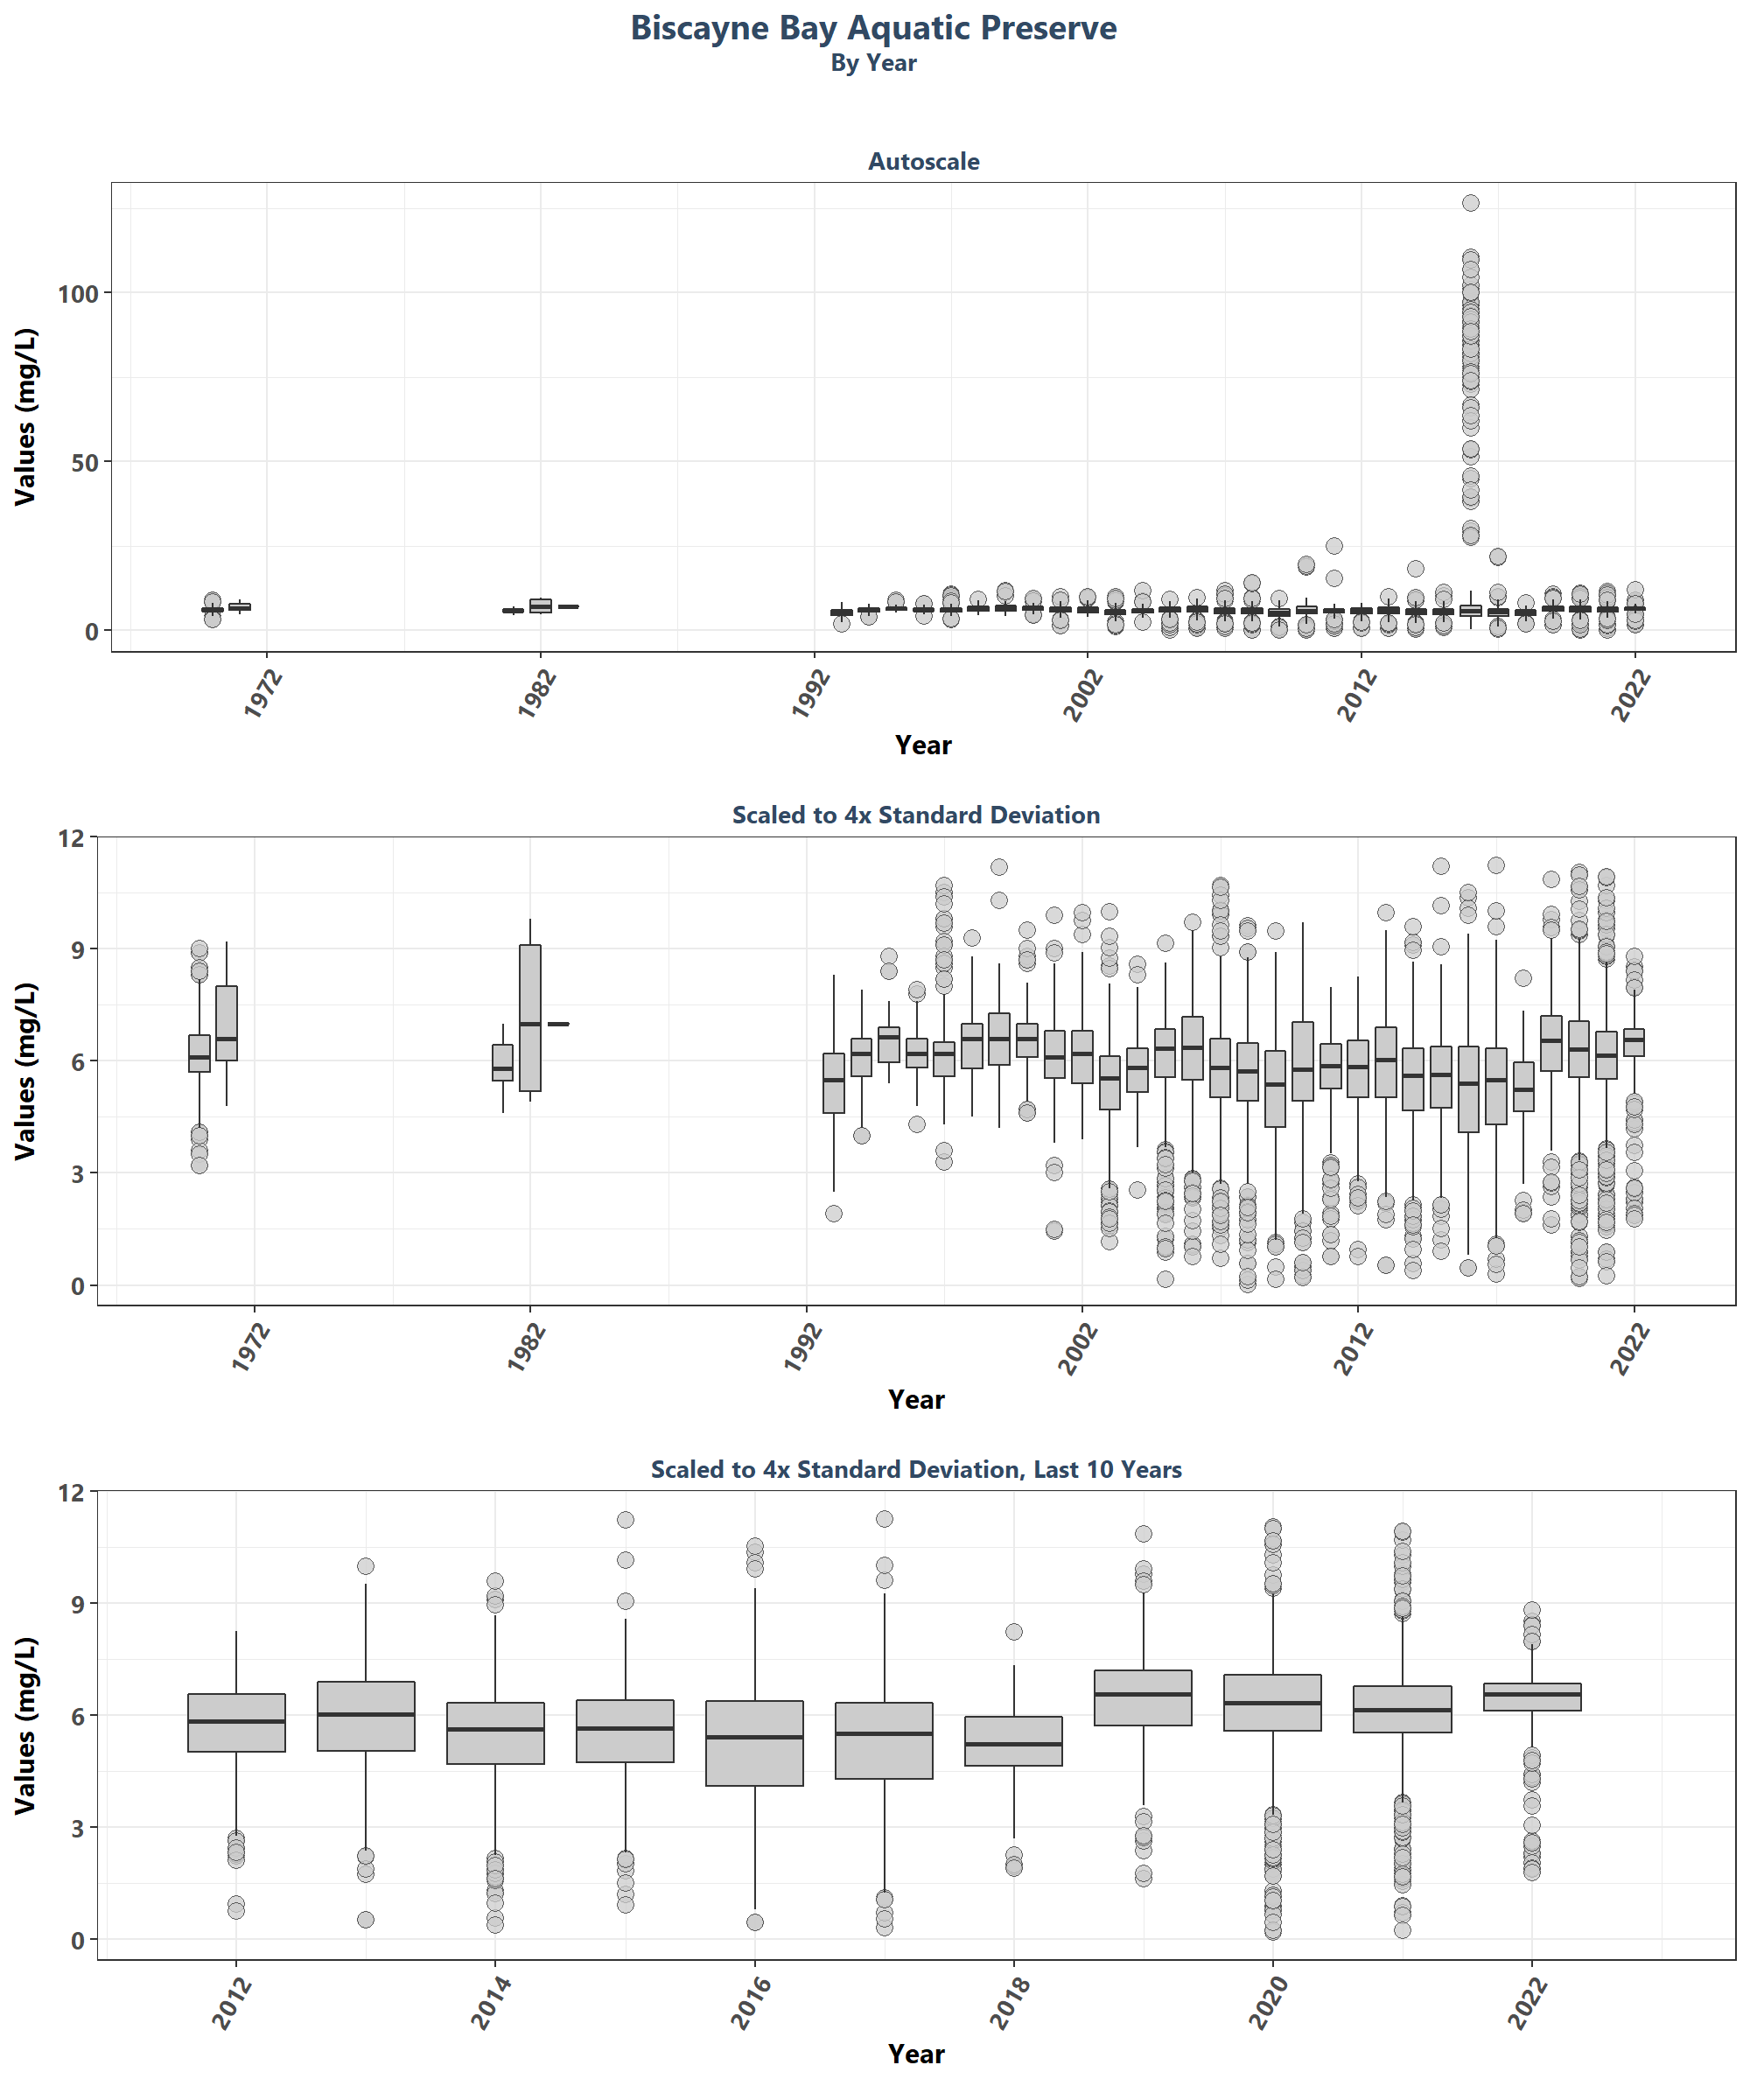 Biscayne Bay Aquatic Preserve
By Year
Autoscale
Values (mg/L)
100
50
0
1972 1982 1992 2002 2012 2022
Year
Scaled to 4x Standard Deviation
Values (mg/L)
12
9
6
3
0
1972 1982 1992 2002 2012 2022
Year
Scaled to 4x Standard Deviation, Last 10 Years
Values (mg/L)
12
9
6
3
0
2012 2014 2016 2018 2020 2022
Year